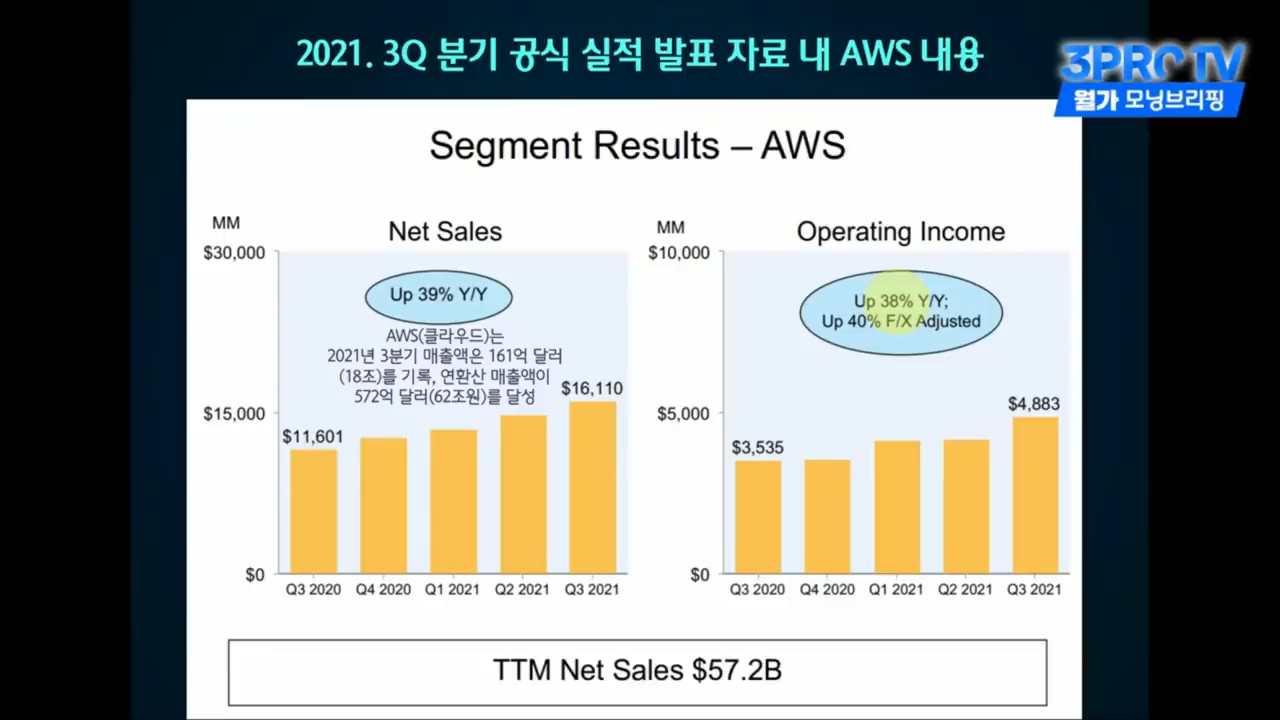 2021. 3Q 분기 공식 실적 발표 자료 내 AWS 내용
3PRO TV
월가 모닝브리핑
Segment Results – AWS
MM
Net Sales
$30,000
$15,000
$0
Up 39% Y/Y
AWS(클라우드)는
2021년 3분기 매출액은 161억 달러
(18조)를 기록, 연환산 매출액이
572억 달러(62조원)를 달성
$11,601
$16,110
Q3 2020 Q4 2020 Q1 2021 Q2 2021 Q3 2021
MM
Operating Income
$10,000
$5,000
$0
Up 38% Y/Y;
Up 40% F/X Adjusted
$3,535
$4,883
Q3 2020 Q4 2020 Q1 2021 Q2 2021 Q3 2021
TTM Net Sales $57.2B